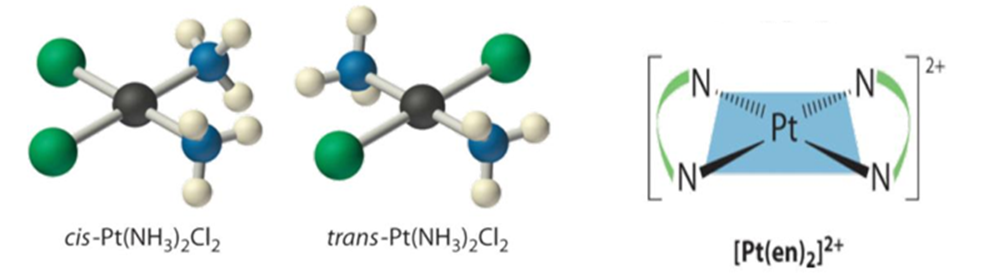 cis-Pt(NH₃)₂Cl₂
trans-Pt(NH₃)₂Cl₂
N N 2+
Pt
N N
[Pt(en)₂]²⁺